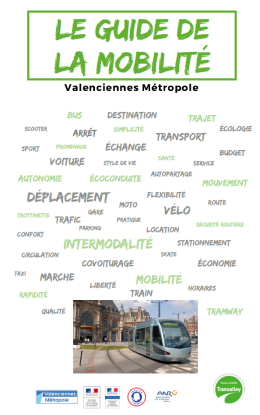 LE GUIDE DE
LA MOBILITÉ
Valenciennes Métropole
BUS DESTINATION TRAJET
SCOOTER ARRÊT SIMPLICITÉ TRANSPORT ÉCOLOGIE
SPORT PROMENADE ÉCHANGE BUDGET
VOITURE STYLE DE VIE SANTÉ SERVICE
AUTONOMIE ÉCOCONDUITE AUTOPARTAGE MOUVEMENT
DÉPLACEMENT MOTO FLEXIBILITÉ ROUTE
TROTTINETTE TRAFIC GARE PRATIQUE VÉLO SÉCURITÉ ROUTIÈRE
CONFORT PARKING LOCATION
INTERMODALITÉ STATIONNEMENT
CIRCULATION COVOITURAGE SKATE ÉCONOMIE
TAXI MARCHE LIBERTÉ MOBILITÉ HORAIRES
RAPIDITÉ TRAIN
QUALITÉ TRAMWAY
Valenciennes
Métropole
Transalley